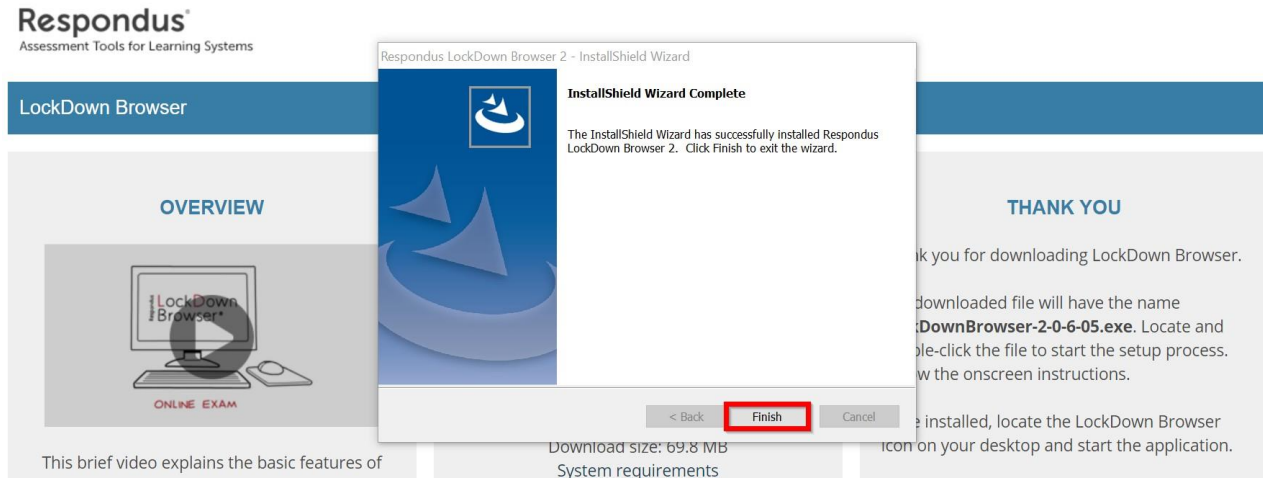 Respondus®
Assessment Tools for Learning Systems
LockDown Browser
Respondus LockDown Browser 2 - InstallShield Wizard
InstallShield Wizard Complete
The InstallShield Wizard has successfully installed Respondus
LockDown Browser 2. Click Finish to exit the wizard.
< Back
Finish
Cancel
OVERVIEW
Respondus
LockDown
Browser
ONLINE EXAM
This brief video explains the basic features of
Download size: 69.8 MB
System requirements
THANK YOU
you for downloading LockDown Browser.
downloaded file will have the name
DownBrowser-2-0-6-05.exe. Locate and
click the file to start the setup process.
the onscreen instructions.
installed, locate the LockDown Browser
icon on your desktop and start the application.